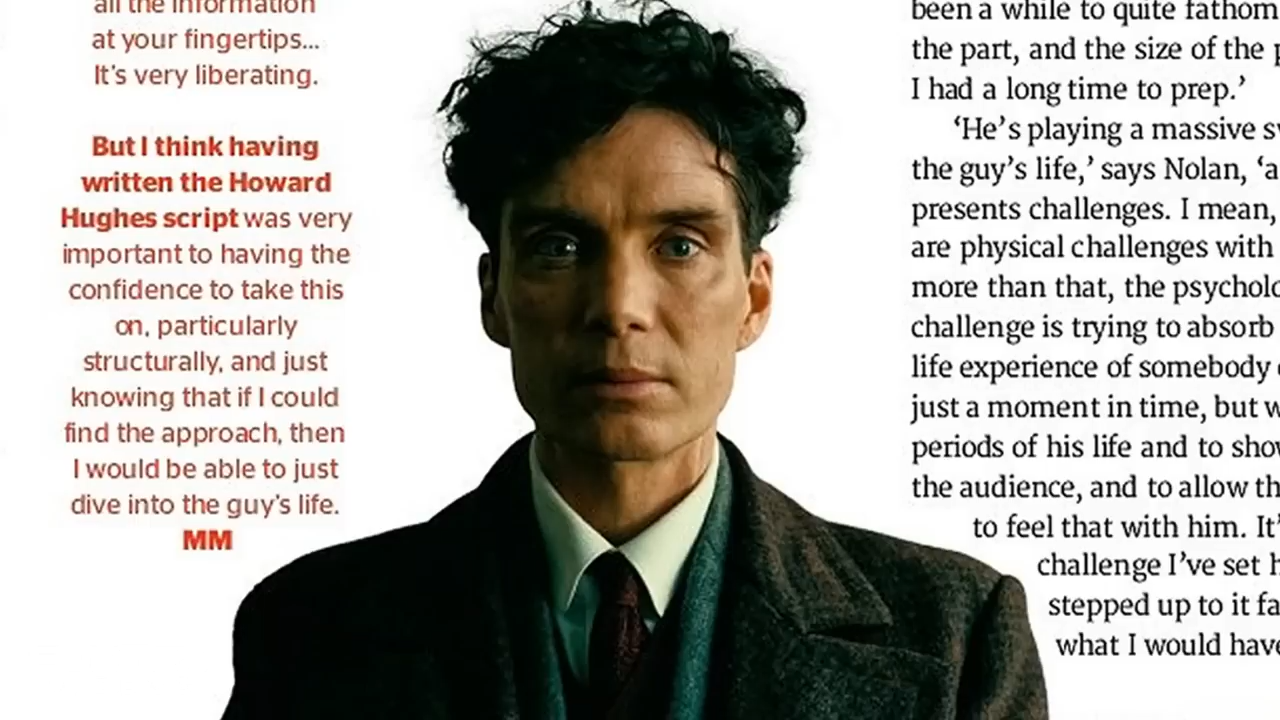 all the information
at your fingertips...
It's very liberating.
But I think having
written the Howard
Hughes script was very
important to having the
confidence to take this
on, particularly
structurally, and just
knowing that if I could
find the approach, then
I would be able to just
dive into the guy's life.
MM
been a while to quite fathom
the part, and the size of the
I had a long time to prep.'
'He's playing a massive
the guy's life,' says Nolan,
presents challenges. I mean,
are physical challenges with
more than that, the
challenge is trying to absorb
life experience of somebody
just a moment in time, but
periods of his life and to
the audience, and to allow
to feel that with him.
challenge I've set
stepped up to it
what I would have